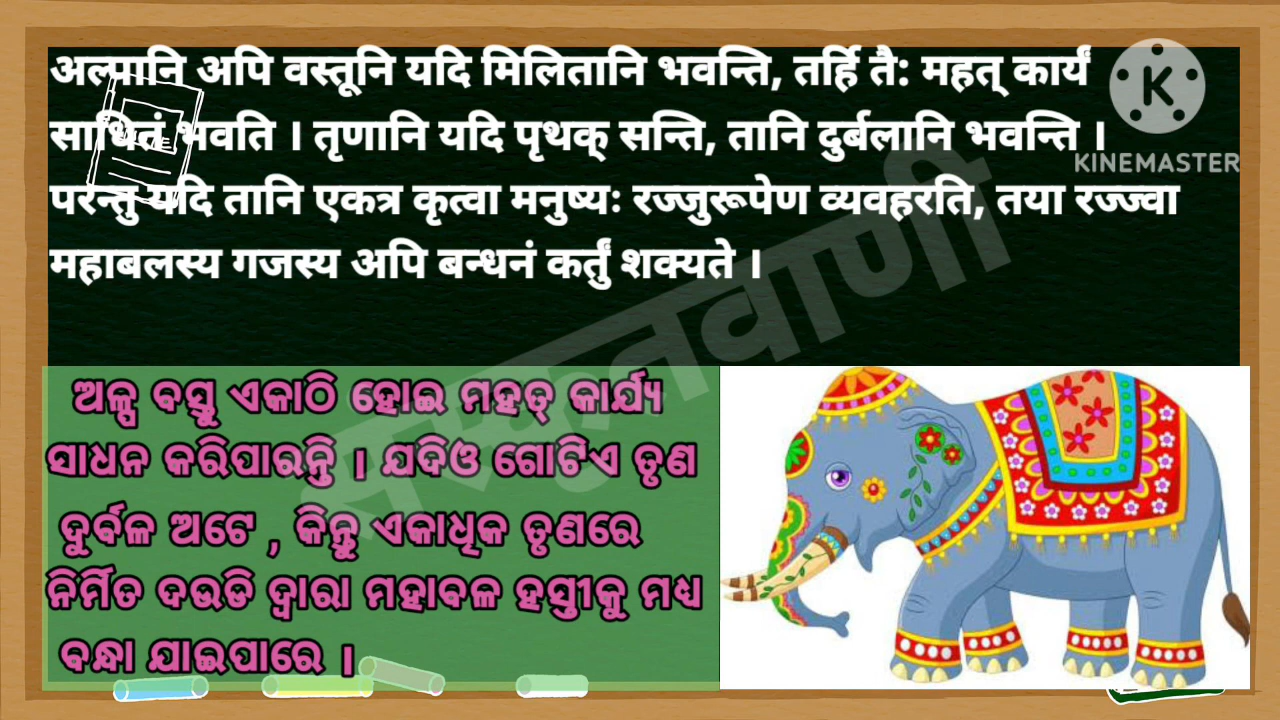 अल्पानि अपि वस्तूनि यदि मिलितानि भवन्ति, तर्हि तै: महत् कार्यं
साधितं भवति । तृणानि यदि पृथक् सन्ति, तानि दुर्बलानि भवन्ति ।
परन्तु यदि तानि एकत्र कृत्वा मनुष्यः रज्जुरूपेण व्यवहरति, तया रज्ज्वा
महाबलस्य गजस्य अपि बन्धनं कर्तुं शक्यते ।
K
KINEMASTER
ଅଳ୍ପ ବସ୍ତୁ ଏକାଠି ହୋଇ ମହତ୍ କାର୍ଯ୍ୟ
ସାଧନ କରିପାରନ୍ତି । ଯଦିଓ ଗୋଟିଏ ତୃଣ
ଦୁର୍ବଳ ଅଟେ , କିନ୍ତୁ ଏକାଧିକ ତୃଣରେ
ନିର୍ମିତ ଦଉଡି ଦ୍ୱାରା ମହାବଳ ହସ୍ତୀକୁ ମଧ୍ୟ
ବନ୍ଧା ଯାଇପାରେ ।